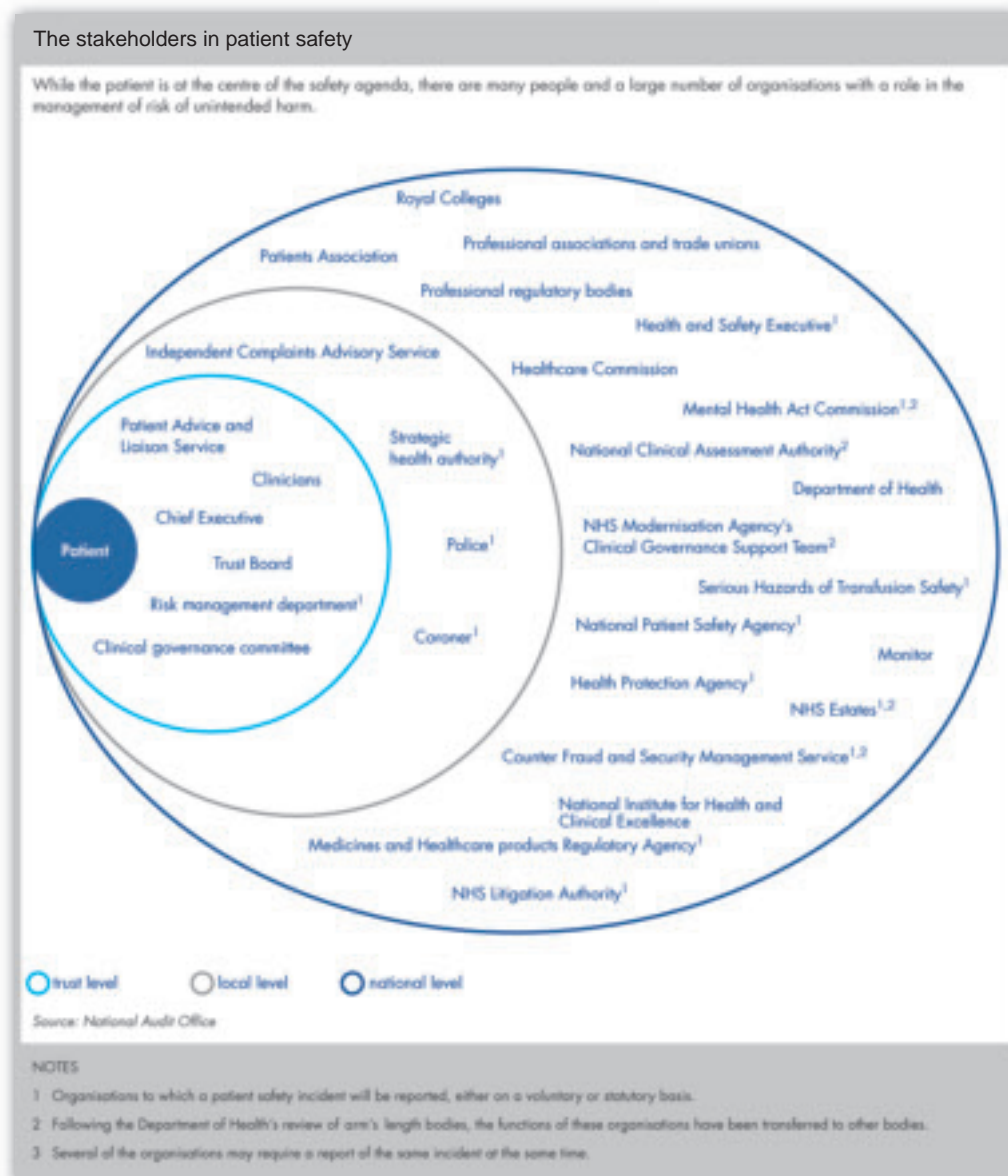 The stakeholders in patient safety
While the patient is at the centre of the safety agenda, there are many people and a large number of organisations with a role in the
management of risk of unintended harm.
Royal Colleges
Professional associations and trade unions
Patients Association
Professional regulatory bodies
Health and Safety Executive¹
Independent Complaints Advisory Service
Healthcare Commission
Mental Health Act Commission¹,²
Patient Advice and
Liaison Service
Strategic
health authority¹
National Clinical Assessment Authority²
Clinicians
Department of Health
Chief Executive
NHS Modernisation Agency's
Clinical Governance Support Team²
Patient
Police¹
Trust Board
Serious Hazards of Transfusion Safety¹
Risk management department¹
National Patient Safety Agency¹
Coroner¹
Clinical governance committee
Monitor
Health Protection Agency¹
NHS Estates¹,²
Counter Fraud and Security Management Service¹,²
National Institute for Health and
Clinical Excellence
Medicines and Healthcare products Regulatory Agency¹
NHS Litigation Authority¹
trust level
local level
national level
Source: National Audit Office
NOTES
1 Organisations to which a patient safety incident will be reported, either on a voluntary or statutory basis.
2 Following the Department of Health's review of arm's length bodies, the functions of these organisations have been transferred to other bodies.
3 Several of the organisations may require a report of the same incident at the same time.